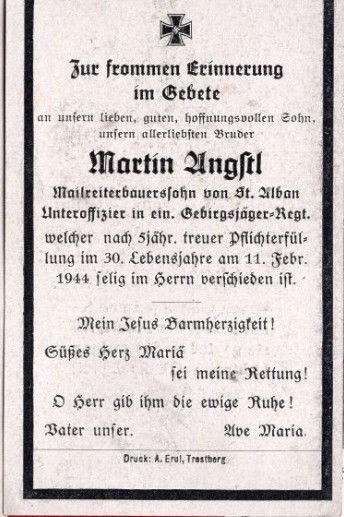 Zur frommen Erinnerung
im Gebete
an unsern lieben, guten, hoffnungsvollen Sohn,
unsern allerliebsten Bruder
Martin Angstl
Mailreiterbauerssohn von St. Alban
Unteroffizier in ein. Gebirgsjäger-Regt.
welcher nach 5jähr. treuer Pflichterfül-
lung im 30. Lebensjahre am 11. Febr.
1944 selig im Herrn verschieden ist.
Mein Jesus Barmherzigkeit!
Süßes Herz Mariä
sei meine Rettung!
O Herr gib ihm die ewige Ruhe!
Vater unser. Ave Maria.
Druck: A. Erul, Trostberg